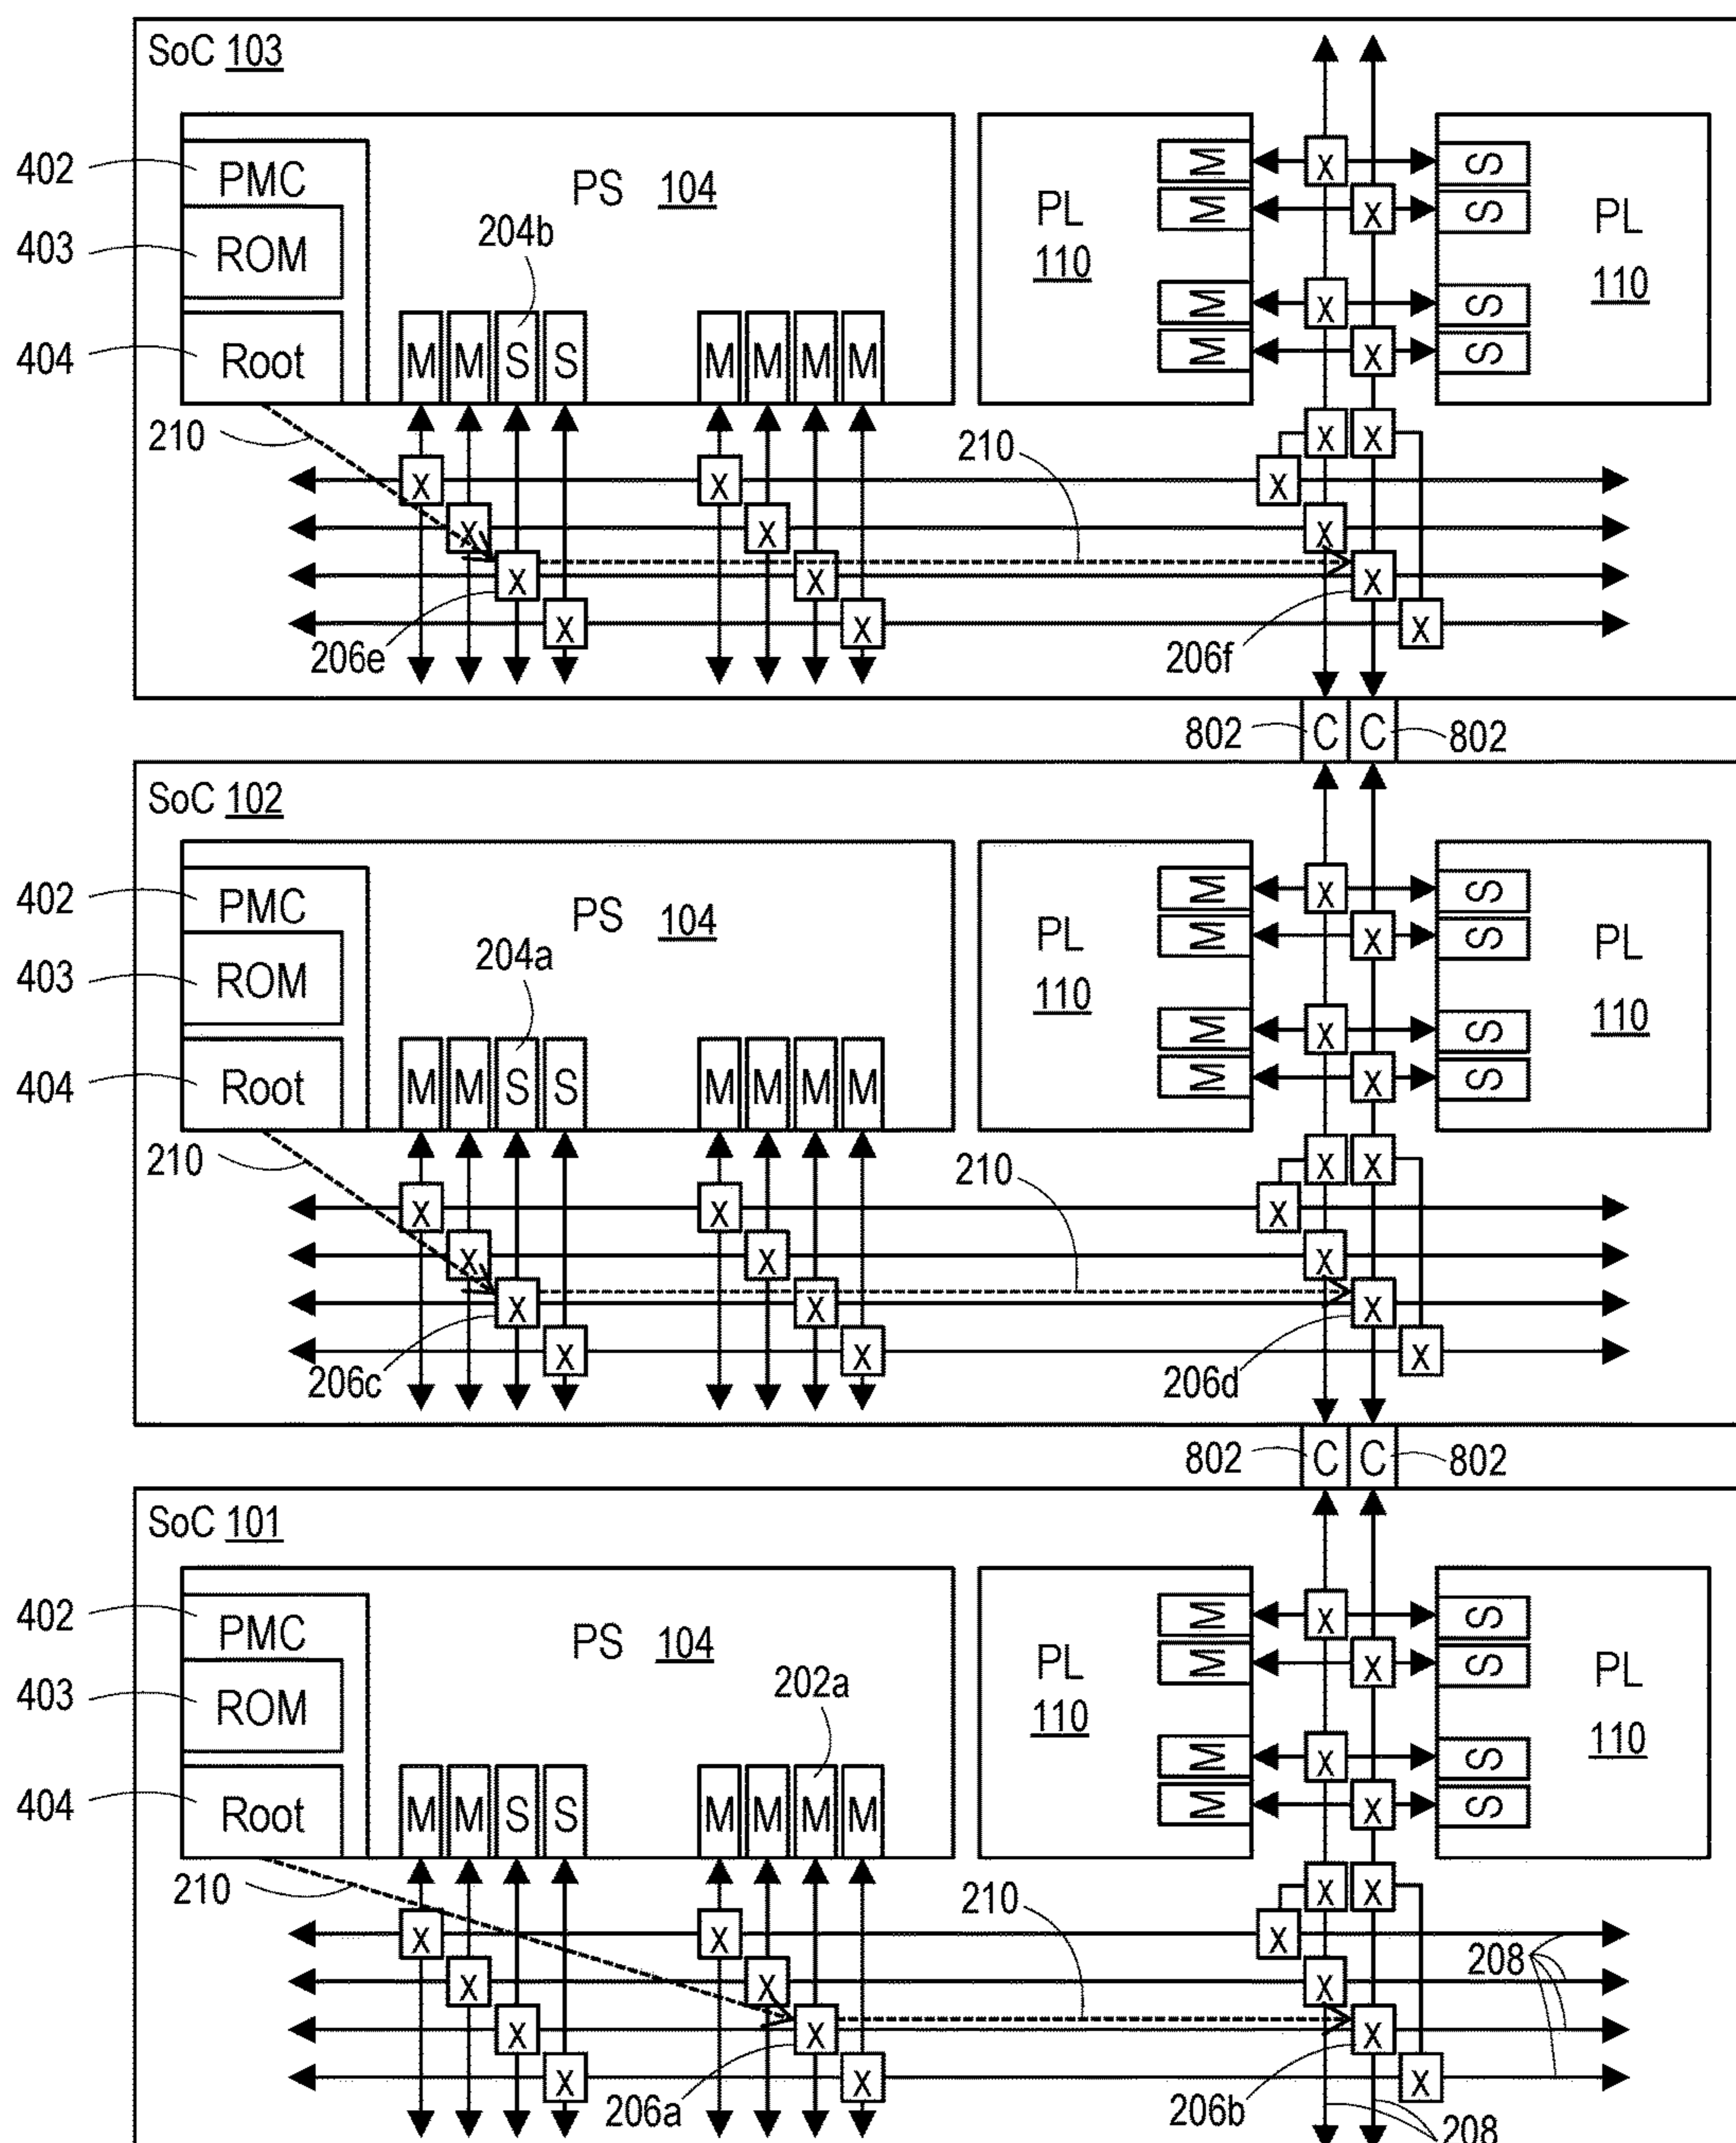 SoC 103
402
PMC
PS 104
M
X
S
204b
M
X
S
PL 110
PL 110
403
ROM
M
X
S
404
Root
M M S S
M M M M
M
X
S
210
X X
210
X X X
X X X
X X X
X X X
206e
206f
802 C C 802
SoC 102
402
PMC
PS 104
M
X
S
204a
M
X
S
PL 110
PL 110
403
ROM
M
X
S
404
Root
M M S S
M M M M
M
X
S
210
X X
210
X X X
X X X
X X X
X X X
206c
206d
802 C C 802
SoC 101
402
PMC
PS 104
M
X
S
202a
M
X
S
PL 110
PL 110
403
ROM
M
X
S
404
Root
M M S S
M M M M
M
X
S
210
X X
210
X X X
208
X X X
X X X
X X X
206a
206b
208